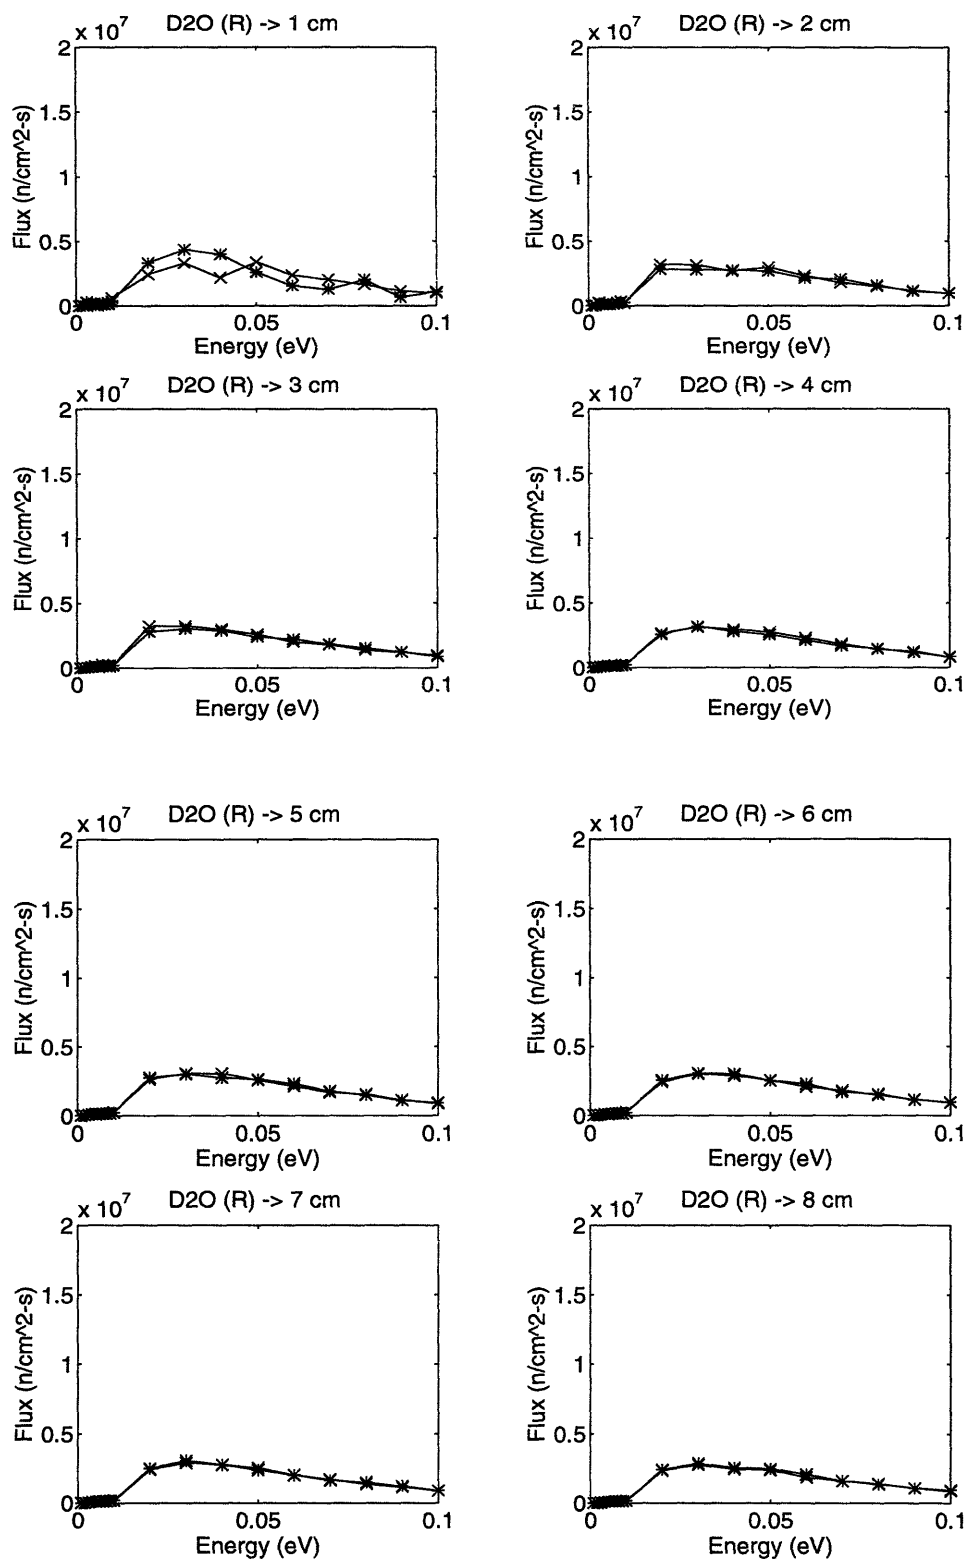 D2O (R) -> 1 cm
x 10^7
2
1.5
1
0.5
0
Flux (n/cm^2-s)
0 0.05 0.1
Energy (eV)
D2O (R) -> 2 cm
x 10^7
2
1.5
1
0.5
0
Flux (n/cm^2-s)
0 0.05 0.1
Energy (eV)
D2O (R) -> 3 cm
x 10^7
2
1.5
1
0.5
0
Flux (n/cm^2-s)
0 0.05 0.1
Energy (eV)
D2O (R) -> 4 cm
x 10^7
2
1.5
1
0.5
0
Flux (n/cm^2-s)
0 0.05 0.1
Energy (eV)
D2O (R) -> 5 cm
x 10^7
2
1.5
1
0.5
0
Flux (n/cm^2-s)
0 0.05 0.1
Energy (eV)
D2O (R) -> 6 cm
x 10^7
2
1.5
1
0.5
0
Flux (n/cm^2-s)
0 0.05 0.1
Energy (eV)
D2O (R) -> 7 cm
x 10^7
2
1.5
1
0.5
0
Flux (n/cm^2-s)
0 0.05 0.1
Energy (eV)
D2O (R) -> 8 cm
x 10^7
2
1.5
1
0.5
0
Flux (n/cm^2-s)
0 0.05 0.1
Energy (eV)